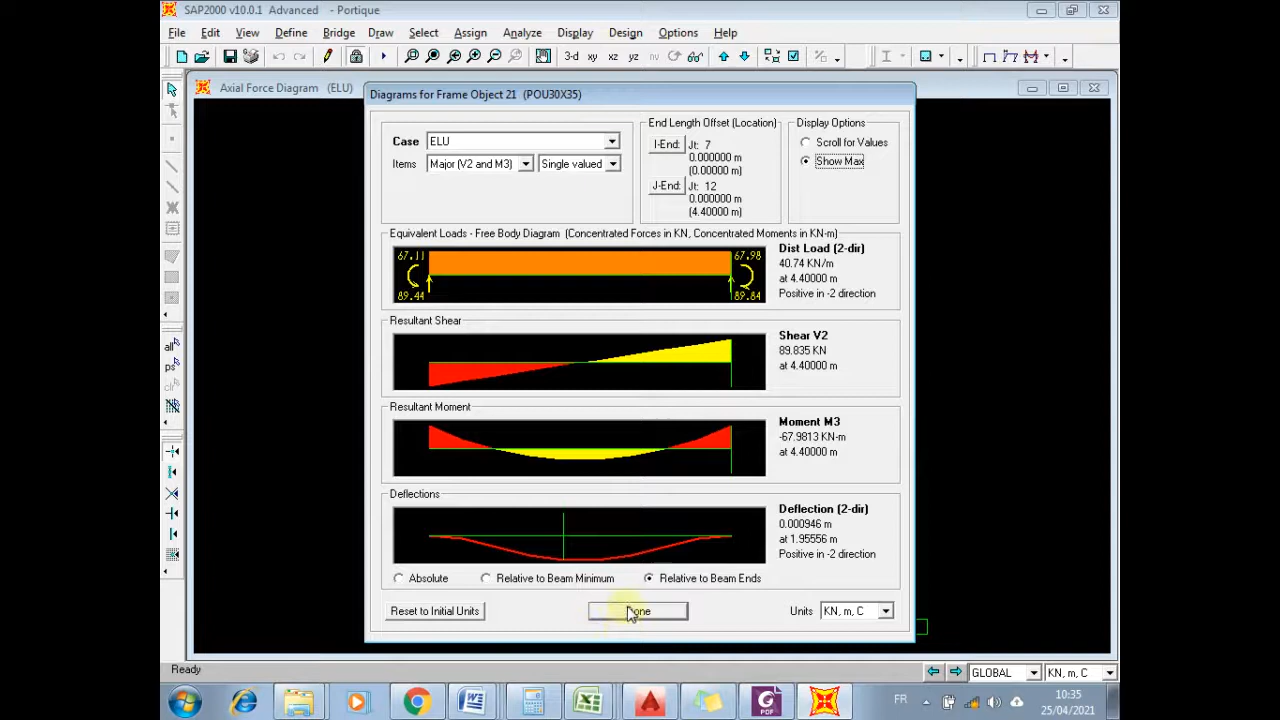 SAP2000 v10.0.1 Advanced - Portique
File Edit View Define Bridge Draw Select Assign Analyze Display Design Options Help
3-d xy xz yz nv
Axial Force Diagram (ELU)
Diagrams for Frame Object 21 (POU30X35)
Case ELU
Items Major (V2 and M3) Single valued
End Length Offset (Location)
I-End: Jt: 7
0.000000 m
(0.00000 m)
J-End: Jt: 12
0.000000 m
(4.40000 m)
Display Options
Scroll for Values
Show Max
Equivalent Loads - Free Body Diagram (Concentrated Forces in KN, Concentrated Moments in KN-m)
67.11 67.98
89.44 89.84
Dist Load (2-dir)
40.74 KN/m
at 4.40000 m
Positive in -2 direction
Resultant Shear
Shear V2
89.835 KN
at 4.40000 m
Resultant Moment
Moment M3
-67.9813 KN-m
at 4.40000 m
Deflections
Deflection (2-dir)
0.000946 m
at 1.95556 m
Positive in -2 direction
Absolute Relative to Beam Minimum Relative to Beam Ends
Reset to Initial Units Done Units KN, m, C
all
ps
clr
Ready GLOBAL KN, m, C
FR 10:35
25/04/2021